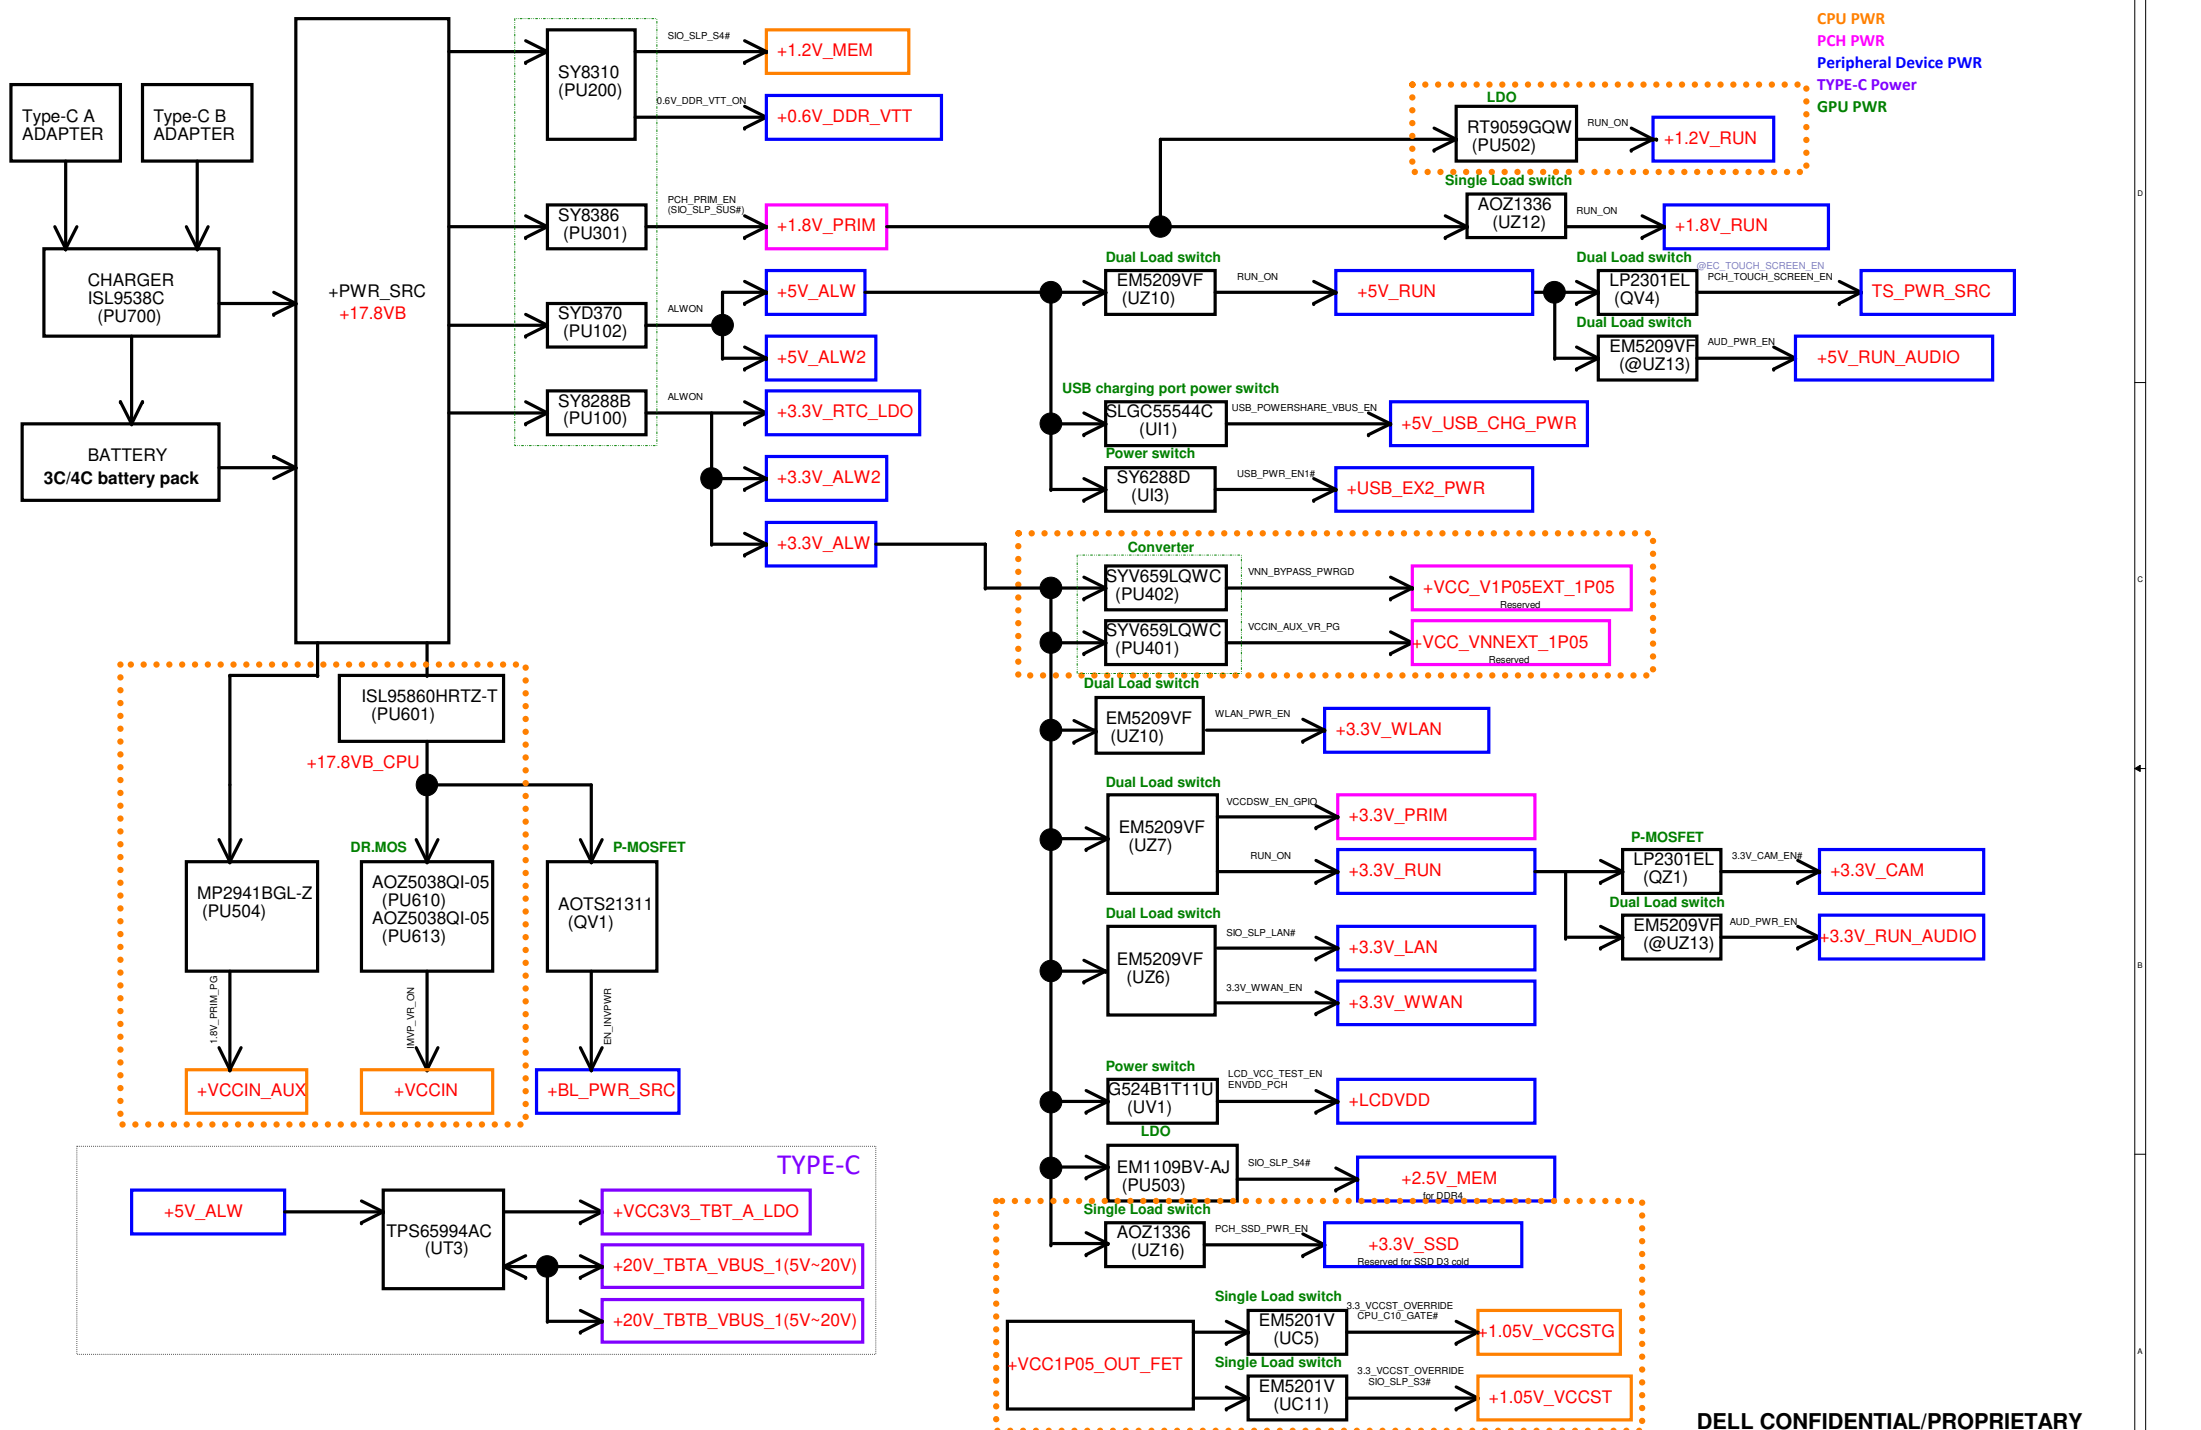 CPU PWR
PCH PWR
Peripheral Device PWR
TYPE-C Power
GPU PWR
Type-C A
ADAPTER
Type-C B
ADAPTER
CHARGER
ISL9538C
(PU700)
BATTERY
3C/4C battery pack
+PWR_SRC
+17.8VB
SY8310
(PU200)
SIO_SLP_S4#
+1.2V_MEM
0.6V_DDR_VTT_ON
+0.6V_DDR_VTT
SY8386
(PU301)
PCH_PRIM_EN
(SIO_SLP_SUS#)
+1.8V_PRIM
SYD370
(PU102)
ALWON
+5V_ALW
+5V_ALW2
SY8288B
(PU100)
ALWON
+3.3V_RTC_LDO
+3.3V_ALW2
+3.3V_ALW
LDO
RT9059GQW
(PU502)
RUN_ON
+1.2V_RUN
Single Load switch
AOZ1336
(UZ12)
RUN_ON
+1.8V_RUN
Dual Load switch
EM5209VF
(UZ10)
RUN_ON
+5V_RUN
Dual Load switch
@EC_TOUCH_SCREEN_EN
PCH_TOUCH_SCREEN_EN
LP2301EL
(QV4)
TS_PWR_SRC
Dual Load switch
EM5209VF
(@UZ13)
AUD_PWR_EN
+5V_RUN_AUDIO
USB charging port power switch
SLGC55544C
(UI1)
USB_POWERSHARE_VBUS_EN
+5V_USB_CHG_PWR
Power switch
SY6288D
(UI3)
USB_PWR_EN1#
+USB_EX2_PWR
Converter
SYV659LQWC
(PU402)
VNN_BYPASS_PWRGD
+VCC_V1P05EXT_1P05
Reserved
SYV659LQWC
(PU401)
VCCIN_AUX_VR_PG
+VCC_VNNEXT_1P05
Reserved
Dual Load switch
EM5209VF
(UZ10)
WLAN_PWR_EN
+3.3V_WLAN
Dual Load switch
EM5209VF
(UZ7)
VCCDSW_EN_GPIO
+3.3V_PRIM
RUN_ON
+3.3V_RUN
P-MOSFET
LP2301EL
(QZ1)
3.3V_CAM_EN#
+3.3V_CAM
Dual Load switch
EM5209VF
(@UZ13)
AUD_PWR_EN
+3.3V_RUN_AUDIO
Dual Load switch
EM5209VF
(UZ6)
SIO_SLP_LAN#
+3.3V_LAN
3.3V_WWAN_EN
+3.3V_WWAN
Power switch
G524B1T11U
(UV1)
LCD_VCC_TEST_EN
ENVDD_PCH
+LCDVDD
LDO
EM1109BV-AJ
(PU503)
SIO_SLP_S4#
+2.5V_MEM
for DDR4
Single Load switch
AOZ1336
(UZ16)
PCH_SSD_PWR_EN
+3.3V_SSD
Reserved for SSD D3 cold
+VCC1P05_OUT_FET
Single Load switch
EM5201V
(UC5)
3.3_VCCST_OVERRIDE
CPU_C10_GATE#
+1.05V_VCCSTG
Single Load switch
EM5201V
(UC11)
3.3_VCCST_OVERRIDE
SIO_SLP_S3#
+1.05V_VCCST
ISL95860HRTZ-T
(PU601)
+17.8VB_CPU
MP2941BGL-Z
(PU504)
1.8V_PRIM_PG
+VCCIN_AUX
DR.MOS
AOZ5038QI-05
(PU610)
AOZ5038QI-05
(PU613)
IMVP_VR_ON
+VCCIN
P-MOSFET
AOTS21311
(QV1)
EN_INVPWR
+BL_PWR_SRC
TYPE-C
+5V_ALW
TPS65994AC
(UT3)
+VCC3V3_TBT_A_LDO
+20V_TBTA_VBUS_1(5V~20V)
+20V_TBTB_VBUS_1(5V~20V)
D
C
B
A
DELL CONFIDENTIAL/PROPRIETARY